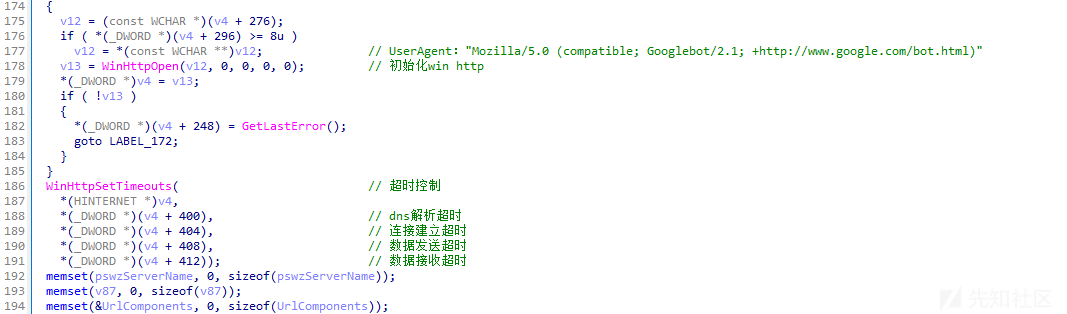 174 {
175 v12 = (const WCHAR *)(v4 + 276);
176 if ( *(_DWORD *)(v4 + 296) >= 8u )
177 v12 = *(const WCHAR **)v12; // UserAgent："Mozilla/5.0 (compatible; Googlebot/2.1; +http://www.google.com/bot.html)"
178 v13 = WinHttpOpen(v12, 0, 0, 0, 0); // 初始化win http
179 *(_DWORD *)v4 = v13;
180 if ( !v13 )
181 {
182 *(_DWORD *)(v4 + 248) = GetLastError();
183 goto LABEL_172;
184 }
185 }
186 WinHttpSetTimeouts( // 超时控制
187 *(HINTERNET *)v4,
188 *(_DWORD *)(v4 + 400), // dns解析超时
189 *(_DWORD *)(v4 + 404), // 连接建立超时
190 *(_DWORD *)(v4 + 408), // 数据发送超时
191 *(_DWORD *)(v4 + 412)); // 数据接收超时
192 memset(pswzServerName, 0, sizeof(pswzServerName));
193 memset(v87, 0, sizeof(v87));
194 memset(&UrlComponents, 0, sizeof(UrlComponents));
先知社区